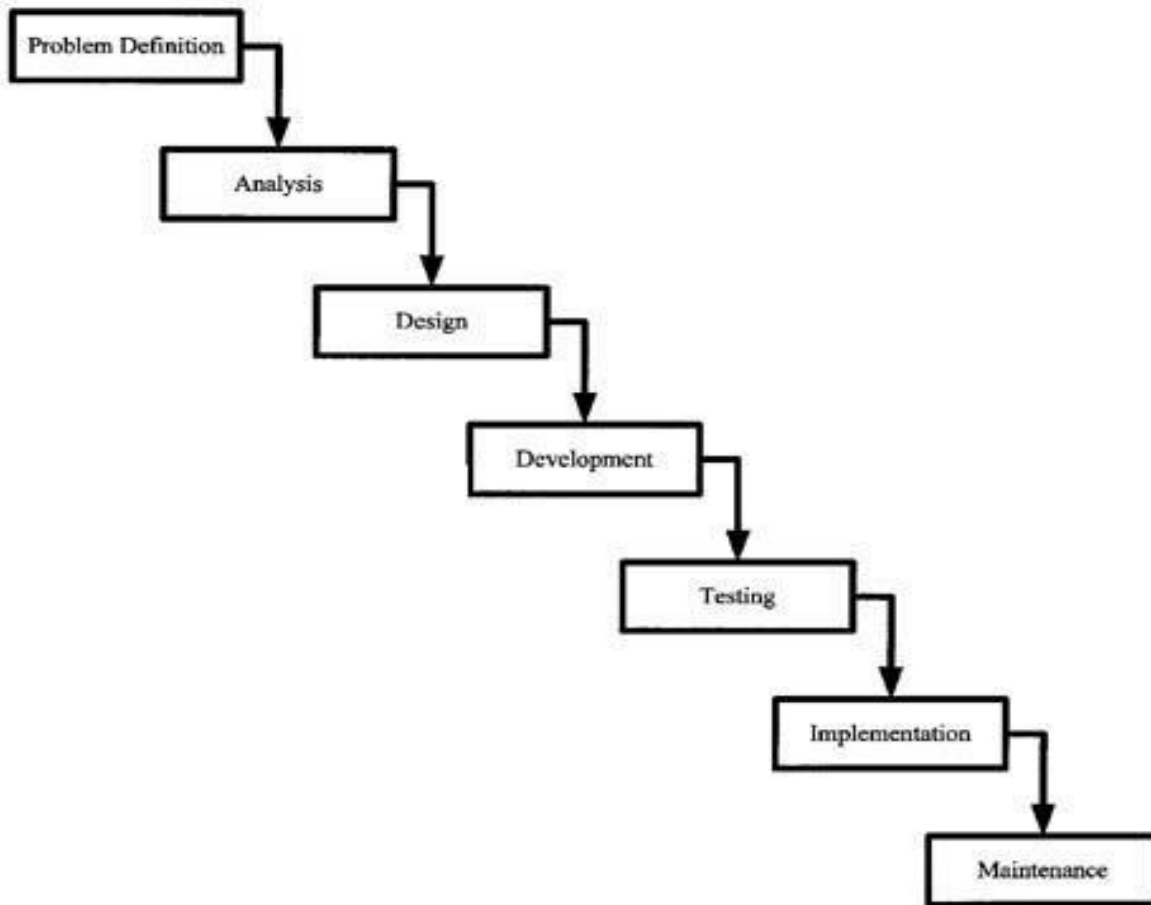 Problem Definition
Analysis
Design
Development
Testing
Implementation
Maintenance